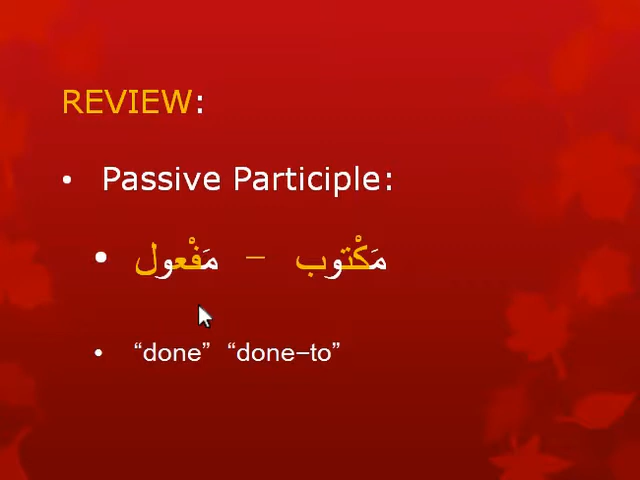 REVIEW:
• Passive Participle:
• مَكْتوب – مَفْعول
• “done” “done–to”